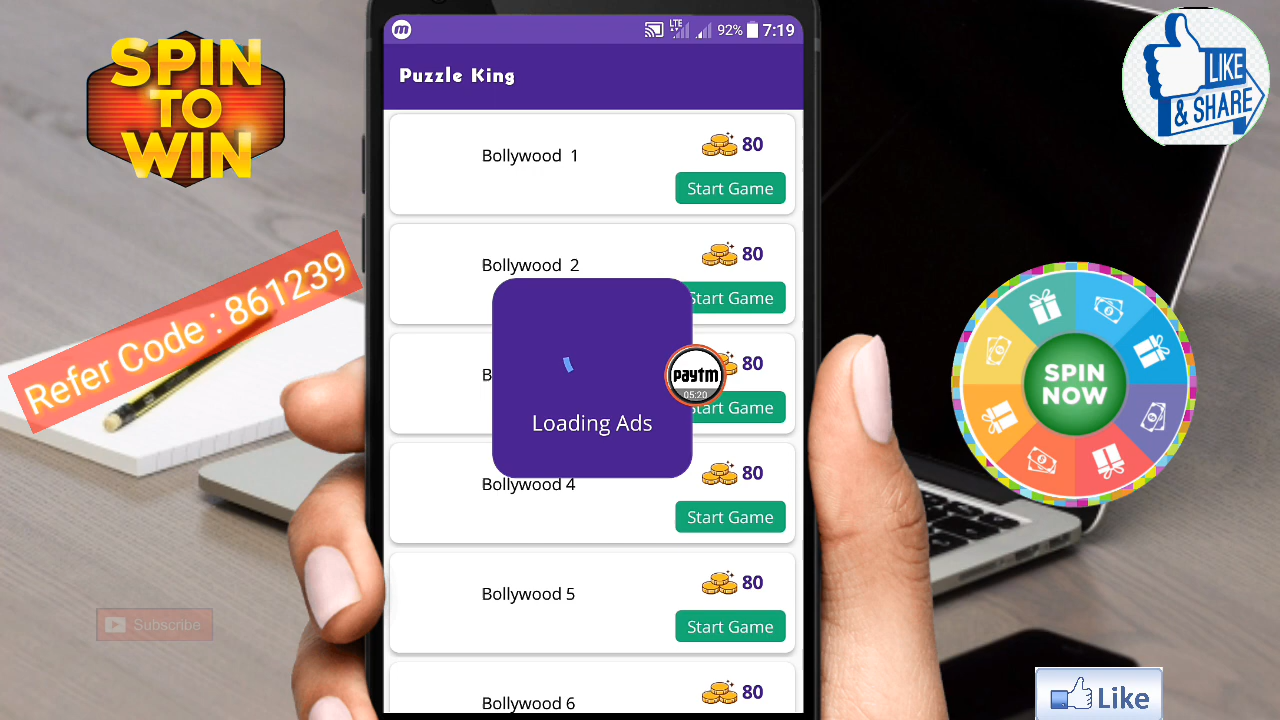 SPIN
TO
WIN
Refer Code : 861239
Subscribe
m
LTE
92%
7:19
Puzzle King
Bollywood 1
80
Start Game
Bollywood 2
80
Start Game
B
80
Start Game
Loading Ads
paytm
05:20
Bollywood 4
80
Start Game
Bollywood 5
80
Start Game
Bollywood 6
80
LIKE
& SHARE
SPIN
NOW
Like